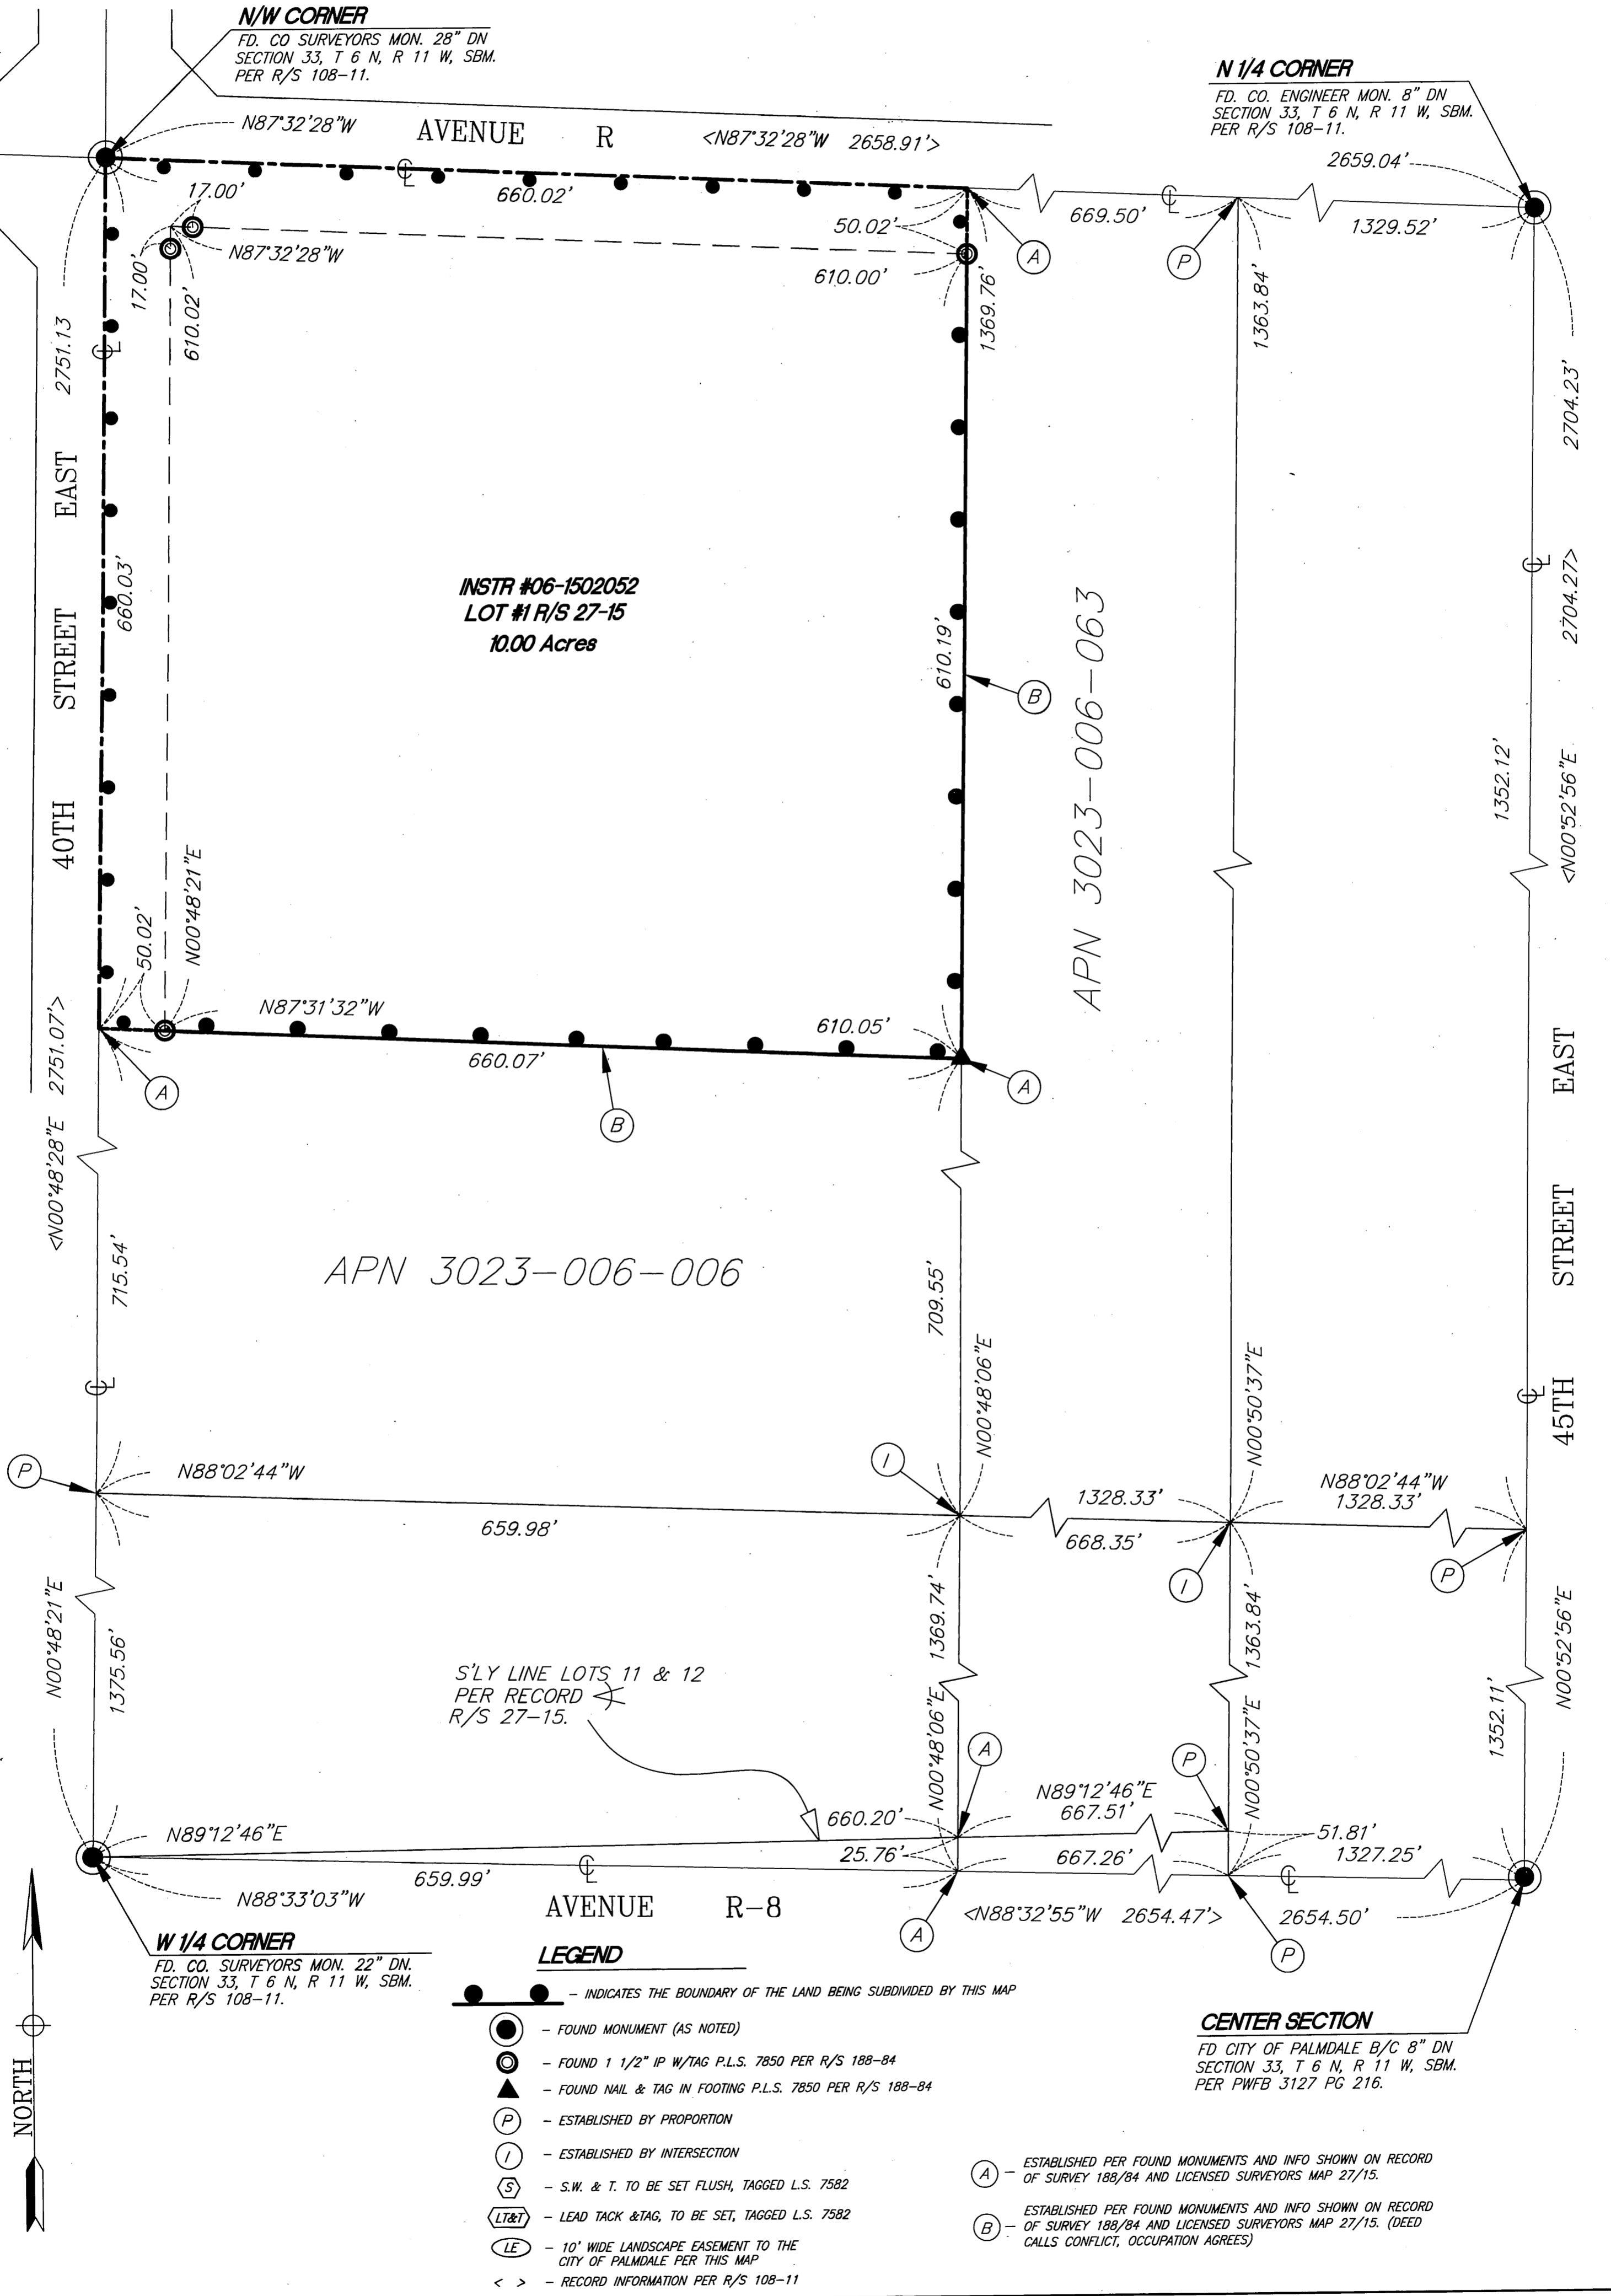 N/W CORNER
FD. CO SURVEYORS MON. 28" DN
SECTION 33, T 6 N, R 11 W, SBM.
PER R/S 108-11.
N 1/4 CORNER
FD. CO. ENGINEER MON. 8" DN
SECTION 33, T 6 N, R 11 W, SBM.
PER R/S 108-11.
N87°32'28"W
AVENUE R
<N87°32'28"W 2658.91'>
2659.04'
17.00'
660.02'
669.50'
1329.52'
50.02'
N87°32'28"W
610.00'
A
P
17.00'
610.02'
1369.76'
1363.84'
2751.13
2704.23'
40TH STREET EAST
660.03'
INSTR #06-1502052
LOT #1 R/S 27-15
10.00 Acres
610.19'
B
APN 3023-006-063
1352.12'
<N00°52'56"E 2704.27'>
50.02'
N00°48'21"E
N87°31'32"W
610.05'
660.07'
A
A
B
<N00°48'28"E 2751.07'>
715.54'
APN 3023-006-006
709.55'
N00°48'06"E
N00°50'37"E
45TH STREET EAST
P
N88°02'44"W
I
1328.33'
N88°02'44"W
1328.33'
659.98'
668.35'
I
P
N00°48'21"E
1375.56'
N00°48'06"E 1369.74'
N00°50'37"E 1363.84'
1352.11'
N00°52'56"E
S'LY LINE LOTS 11 & 12
PER RECORD
R/S 27-15.
A
P
N89°12'46"E
667.51'
660.20'
51.81'
N89°12'46"E
25.76'
667.26'
1327.25'
659.99'
N88°33'03"W
AVENUE R-8
<N88°32'55"W 2654.47'>
2654.50'
A
P
W 1/4 CORNER
FD. CO. SURVEYORS MON. 22" DN.
SECTION 33, T 6 N, R 11 W, SBM.
PER R/S 108-11.
CENTER SECTION
FD CITY OF PALMDALE B/C 8" DN
SECTION 33, T 6 N, R 11 W, SBM.
PER PWFB 3127 PG 216.
NORTH
LEGEND
- INDICATES THE BOUNDARY OF THE LAND BEING SUBDIVIDED BY THIS MAP
- FOUND MONUMENT (AS NOTED)
- FOUND 1 1/2" IP W/TAG P.L.S. 7850 PER R/S 188-84
- FOUND NAIL & TAG IN FOOTING P.L.S. 7850 PER R/S 188-84
P - ESTABLISHED BY PROPORTION
I - ESTABLISHED BY INTERSECTION
S - S.W. & T. TO BE SET FLUSH, TAGGED L.S. 7582
LT&T - LEAD TACK &TAG, TO BE SET, TAGGED L.S. 7582
LE - 10' WIDE LANDSCAPE EASEMENT TO THE
CITY OF PALMDALE PER THIS MAP
< > - RECORD INFORMATION PER R/S 108-11
A - ESTABLISHED PER FOUND MONUMENTS AND INFO SHOWN ON RECORD
OF SURVEY 188/84 AND LICENSED SURVEYORS MAP 27/15.
B - ESTABLISHED PER FOUND MONUMENTS AND INFO SHOWN ON RECORD
OF SURVEY 188/84 AND LICENSED SURVEYORS MAP 27/15. (DEED
CALLS CONFLICT, OCCUPATION AGREES)